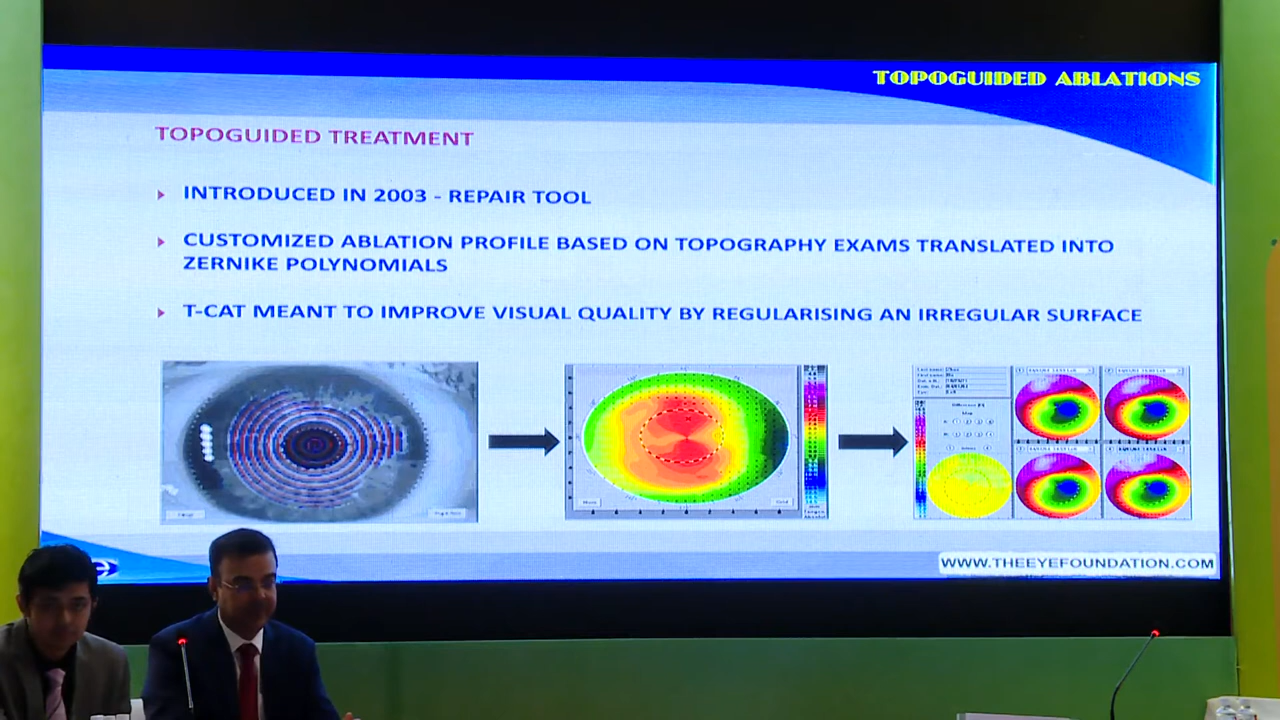 TOPOGUIDED ABLATIONS
TOPOGUIDED TREATMENT
INTRODUCED IN 2003 - REPAIR TOOL
CUSTOMIZED ABLATION PROFILE BASED ON TOPOGRAPHY EXAMS TRANSLATED INTO
ZERNIKE POLYNOMIALS
T-CAT MEANT TO IMPROVE VISUAL QUALITY BY REGULARISING AN IRREGULAR SURFACE
WWW.THEEYEFOUNDATION.COM